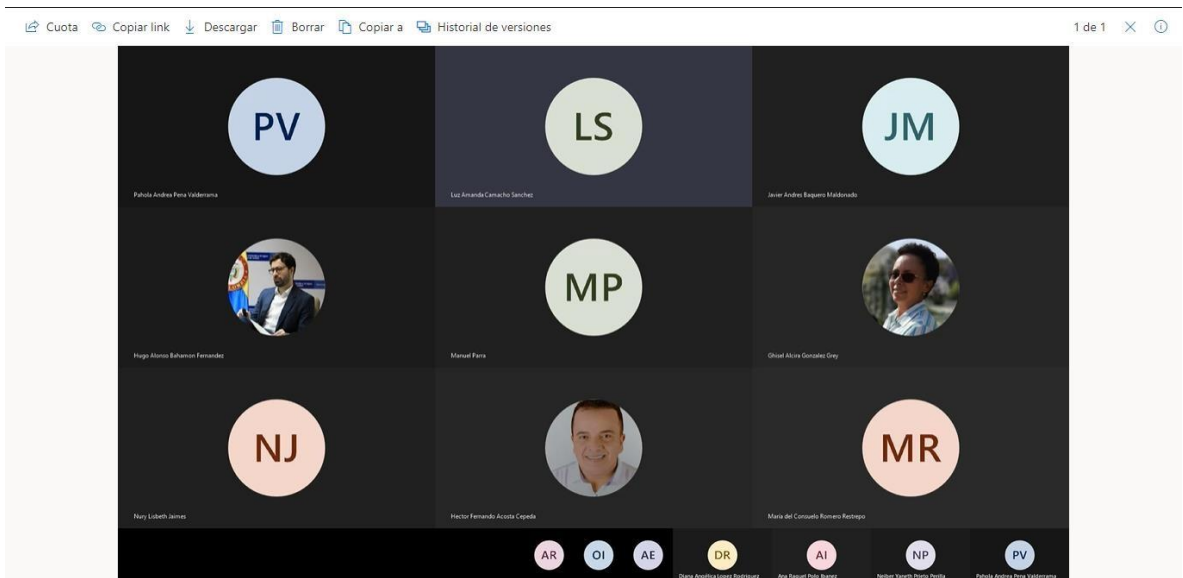 Cuota Copiar link Descargar Borrar Copiar a Historial de versiones 1 de 1
PV LS JM
Pahola Andrea Pena Valderrama Luz Amanda Camacho Sanchez Javier Andres Baquero Maldonado
MP
Hugo Alonso Bahamon Fernandez Manuel Parra Ghisel Alcira Gonzalez Grey
NJ MR
Nury Lisbeth Jaimes Hector Fernando Acosta Cepeda Maria del Consuelo Romero Restrepo
AR OI AE DR AI NP PV
Diana Angélica Lopez Rodriguez Ana Raquel Polo Ibanez Neiber Yaneth Prieto Perilla Pahola Andrea Pena Valderrama